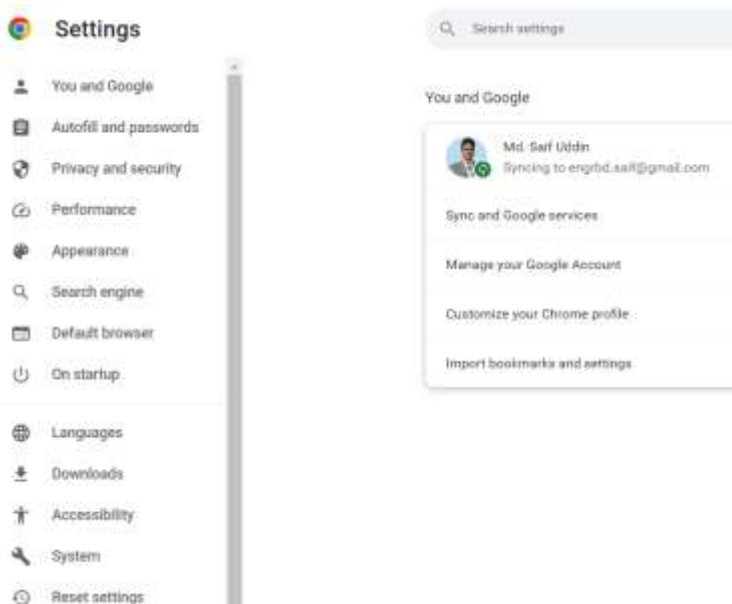 Settings
Search settings
You and Google
Autofill and passwords
Privacy and security
Performance
Appearance
Search engine
Default browser
On startup
Languages
Downloads
Accessibility
System
Reset settings
You and Google
Md. Saif Uddin
Syncing to engrbd.saif@gmail.com
Sync and Google services
Manage your Google Account
Customize your Chrome profile
Import bookmarks and settings